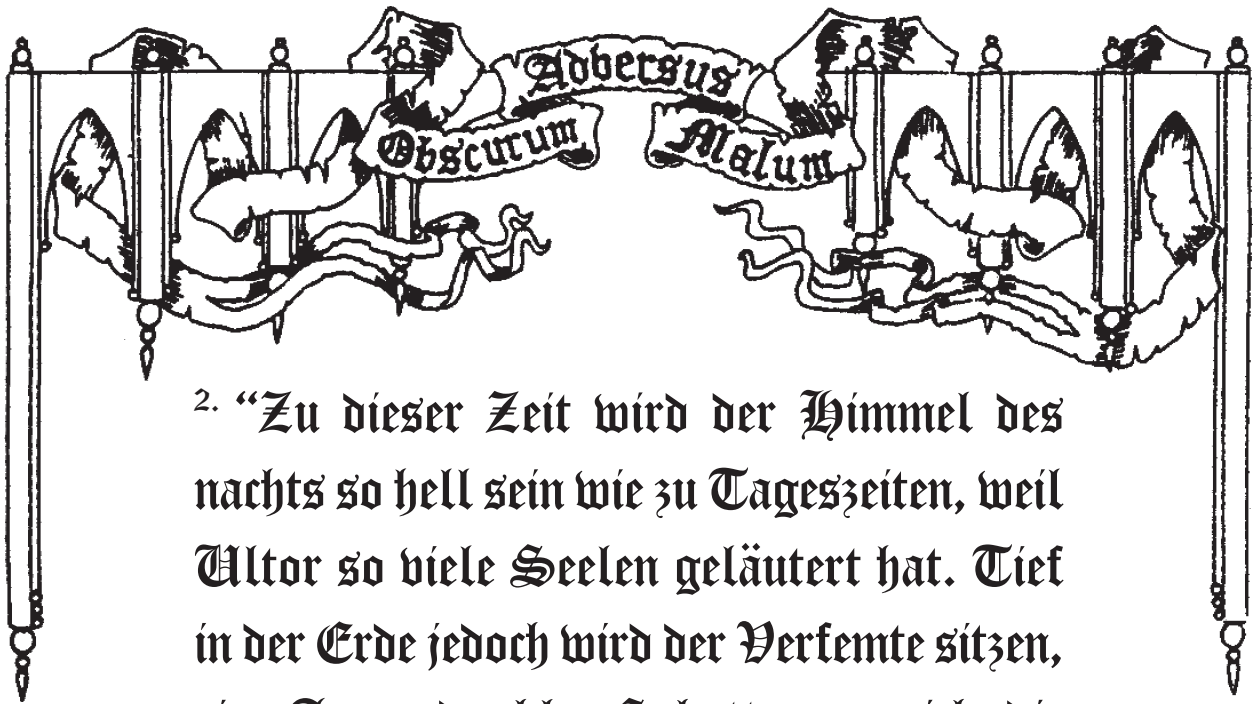 Adversus
Obscurum Malum
2. “Zu dieser Zeit wird der Himmel des
nachts so hell sein wie zu Tageszeiten, weil
Ultor so viele Seelen geläutert hat. Tief
in der Erde jedoch wird der Verfemte sitzen,